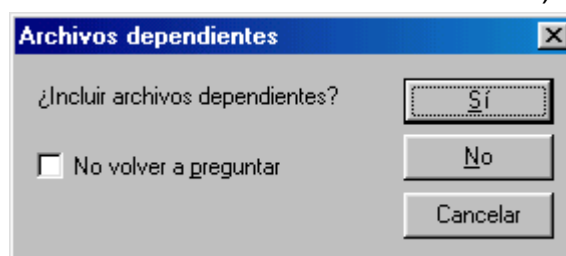 Archivos dependientes
¿Incluir archivos dependientes?
Sí
No volver a preguntar
No
Cancelar